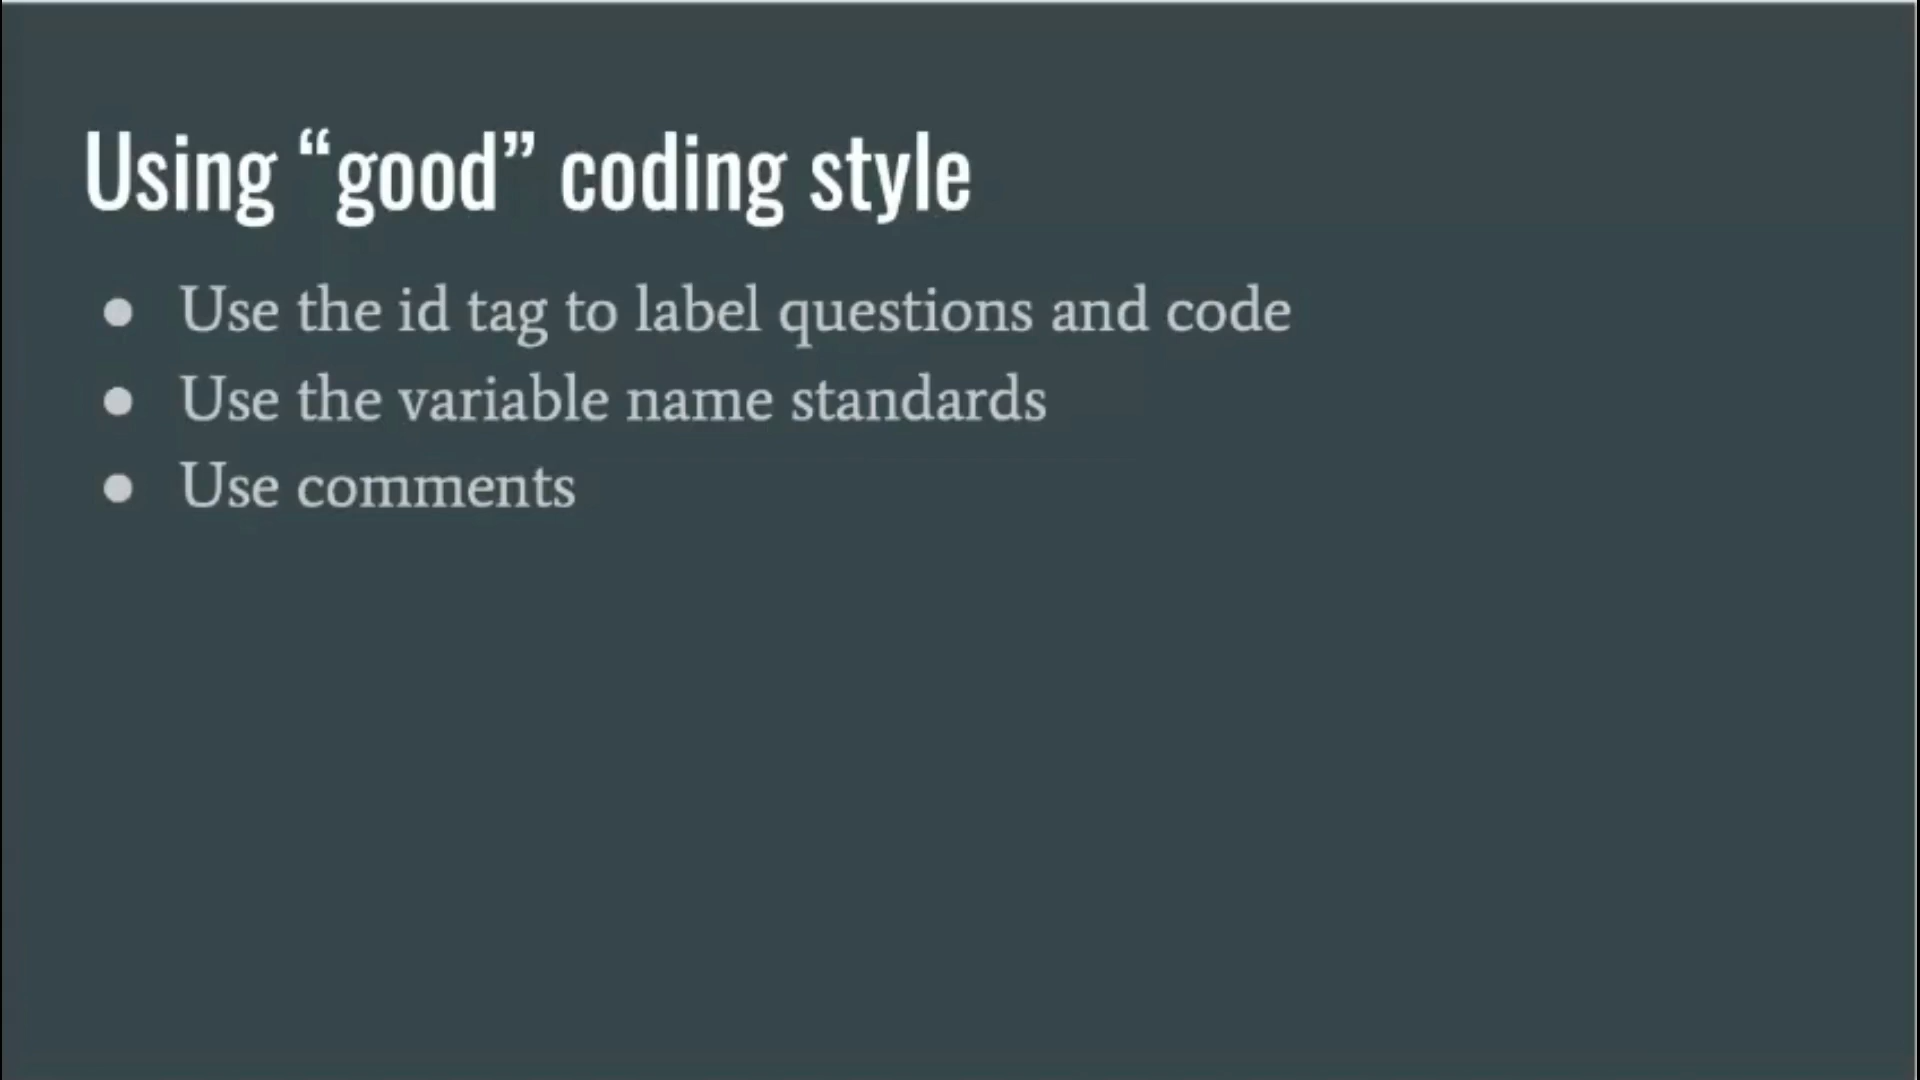 Using “good” coding style
● Use the id tag to label questions and code
● Use the variable name standards
● Use comments